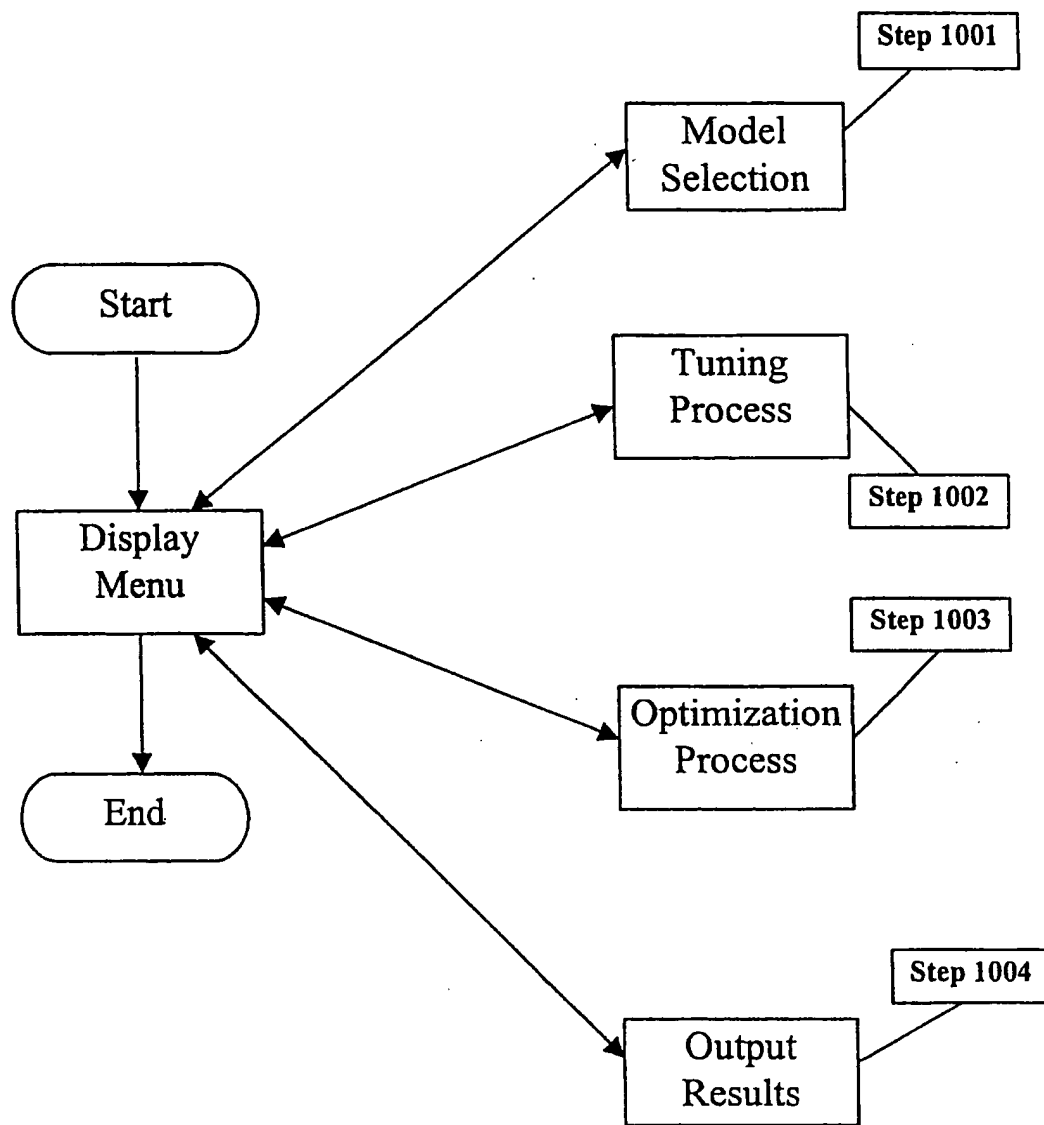 Step 1001
Model
Selection
Start
Tuning
Process
Step 1002
Display
Menu
Step 1003
Optimization
Process
End
Step 1004
Output
Results